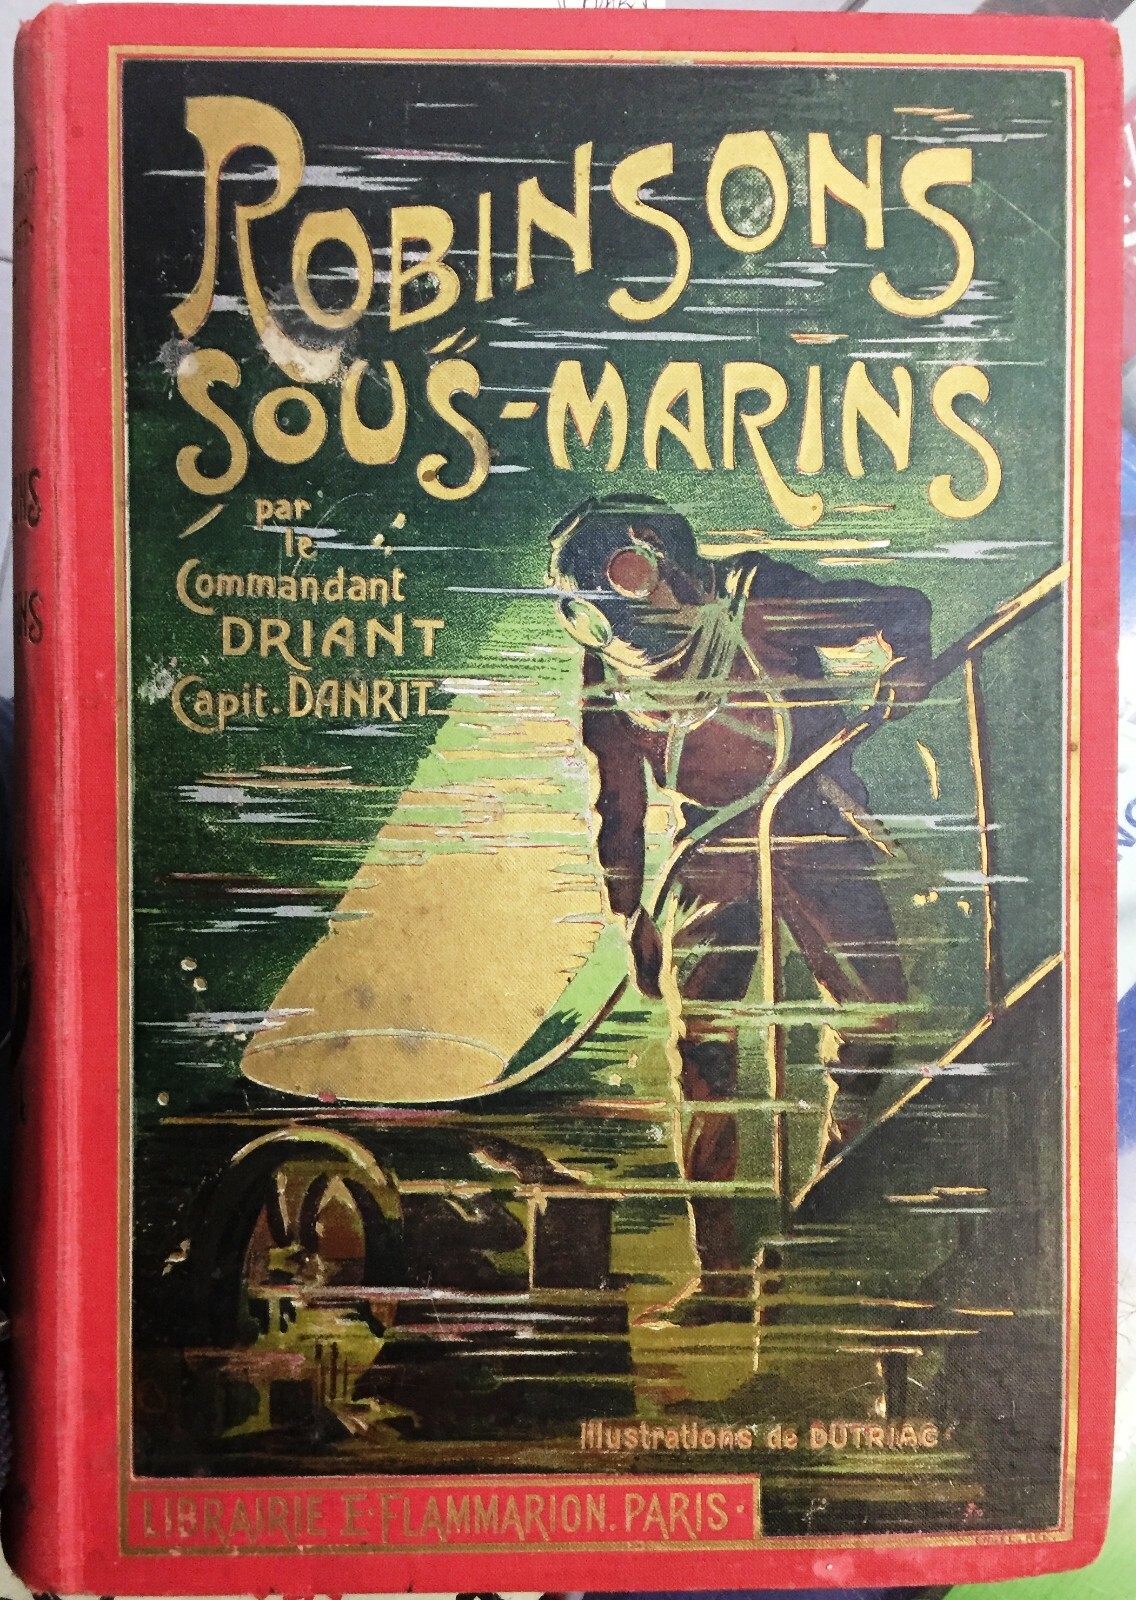 ROBINSONS
SOUS-MARINS
par
le
Commandant
DRIANT
Capit. DANRIT
Illustrations de DUTRIAC
LIBRAIRIE E. FLAMMARION. PARIS.